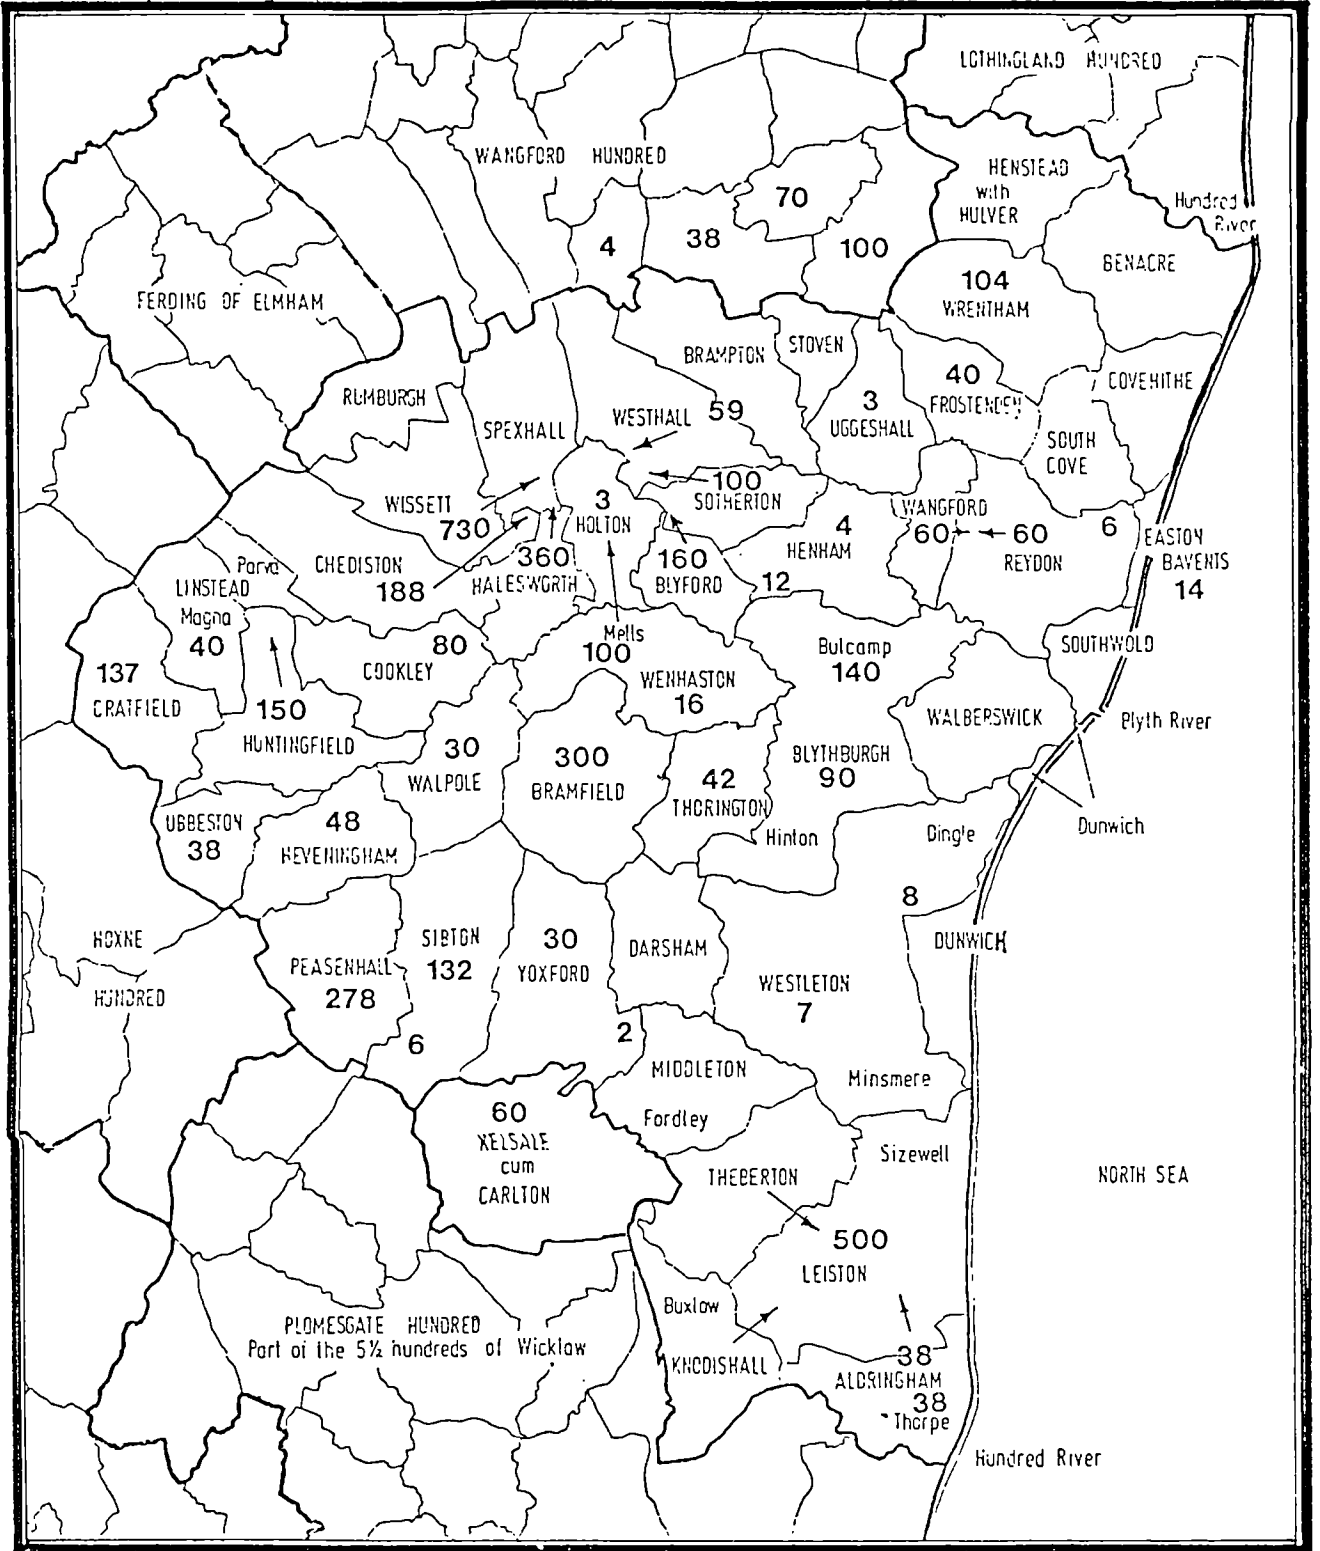 LOTHINGLAND HUNDRED
WANGFORD HUNDRED
HENSTEAD
with
HULVER
Hundred
River
70
4
38
100
BENACRE
FERDING OF ELMHAM
104
WRENTHAM
BRAMPTON
STOVEN
RUMBURGH
40
FROSTENDEN
COVEHITHE
SPEXHALL
WESTHALL
59
3
UGGESHALL
SOUTH
COVE
WISSETT
730
3
HOLTON
100
SOTHERTON
WANGFORD
60
60
REYDON
6
4
HENHAM
EASTON
BAVENTS
14
Parva
LINSTEAD
Magna
40
CHEDISTON
188
360
HALESWORTH
160
BLYFORD
12
137
CRATFIELD
150
HUNTINGFIELD
80
COOKLEY
Mells
100
WENHASTON
16
Bulcamp
140
SOUTHWOLD
WALBERSWICK
Blyth River
30
WALPOLE
300
BRAMFIELD
42
THORINGTON
BLYTHBURGH
90
UBBESTON
38
48
HEVENINGHAM
Hinton
Dingle
Dunwich
8
DUNWICH
HOXNE
HUNDRED
SIBTON
132
30
YOXFORD
DARSHAM
PEASENHALL
278
WESTLETON
7
6
2
MIDDLETON
Minsmere
60
KELSALE
cum
CARLTON
Fordley
Sizewell
THEBERTON
NORTH SEA
500
LEISTON
Buxlow
PLOMESGATE HUNDRED
Part of the 5½ hundreds of Wicklaw
KNODISHALL
38
ALDRINGHAM
38
Thorpe
Hundred River